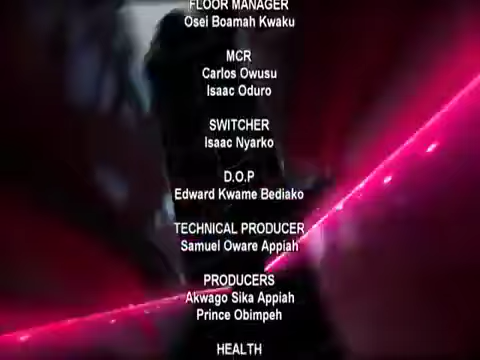 FLOOR MANAGER
Osei Boamah Kwaku
MCR
Carlos Owusu
Isaac Oduro
SWITCHER
Isaac Nyarko
D.O.P
Edward Kwame Bediako
TECHNICAL PRODUCER
Samuel Oware Appiah
PRODUCERS
Akwago Sika Appiah
Prince Obimpeh
HEALTH